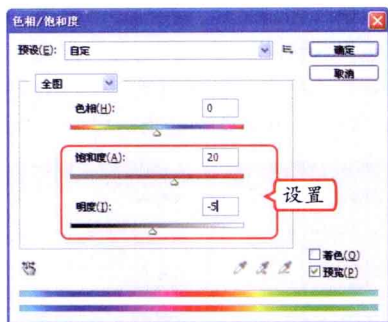 色相/饱和度
预设(E): 自定
确定
取消
全图
色相(H): 0
饱和度(A): 20
明度(I): -5
设置
着色(O)
预览(P)